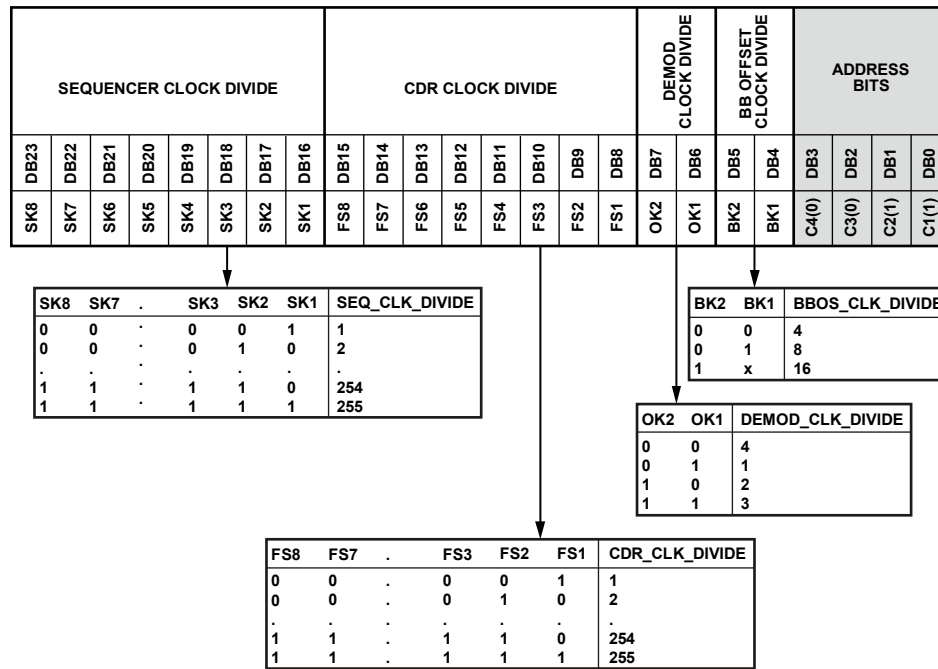 SEQUENCER CLOCK DIVIDE
CDR CLOCK DIVIDE
DEMOD
CLOCK DIVIDE
BB OFFSET
CLOCK DIVIDE
ADDRESS
BITS
DB23 DB22 DB21 DB20 DB19 DB18 DB17 DB16 DB15 DB14 DB13 DB12 DB11 DB10 DB9 DB8 DB7 DB6 DB5 DB4 DB3 DB2 DB1 DB0
SK8 SK7 SK6 SK5 SK4 SK3 SK2 SK1 FS8 FS7 FS6 FS5 FS4 FS3 FS2 FS1 OK2 OK1 BK2 BK1 C4(0) C3(0) C2(1) C1(1)
SK8 SK7 . SK3 SK2 SK1 SEQ_CLK_DIVIDE
0 0 . 0 0 1 1
0 0 . 0 1 0 2
. . . . . . .
1 1 . 1 1 0 254
1 1 . 1 1 1 255
BK2 BK1 BBOS_CLK_DIVIDE
0 0 4
0 1 8
1 x 16
OK2 OK1 DEMOD_CLK_DIVIDE
0 0 4
0 1 1
1 0 2
1 1 3
FS8 FS7 . FS3 FS2 FS1 CDR_CLK_DIVIDE
0 0 . 0 0 1 1
0 0 . 0 1 0 2
. . . . . . .
1 1 . 1 1 0 254
1 1 . 1 1 1 255